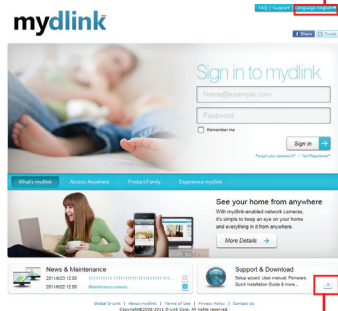 FAQ | Support | Language:English
mydlink
Share Tweet
Sign in to mydlink
Name@example.com
Password
Remember me
Sign in
Forgot your password? | Not Registered?
What's mydlink Access Anywhere Product Family Experience mydlink
See your home from anywhere
With mydlink-enabled network cameras,
it's simple to keep an eye on your home
and everything in it from anywhere.
More Details
News & Maintenance
2011/6/23 12:00
2011/6/22 12:00 Maintenance
Support & Download
Setup wizard, User manual, Firmware,
Quick Installation Guide & more...
Global D-Link | About mydlink | Terms of Use | Privacy Policy | Contact Us
Copyright©2009-2011 D-Link Corp. All rights reserved.